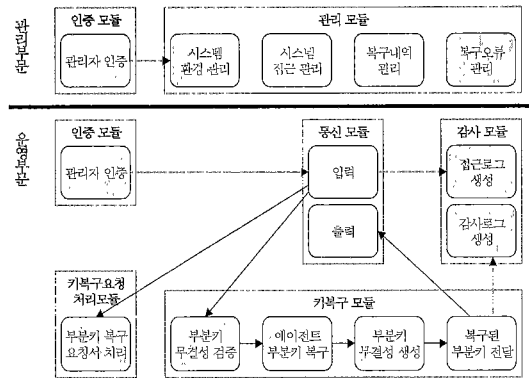 관리부문
인증 모듈
관리 모듈
관리자 인증
시스템
환경 관리
시스템
접근 관리
복구내역
관리
복구오류
관리
운영부문
인증 모듈
통신 모듈
감사 모듈
관리자 인증
입력
접근로그
생성
출력
감사로그
생성
키복구요청
처리모듈
키복구 모듈
부분키 복구
요청서 처리
부분키
무결성 검증
에이전트
부분키 복구
부분키
무결성 생성
복구된
부분키 전달